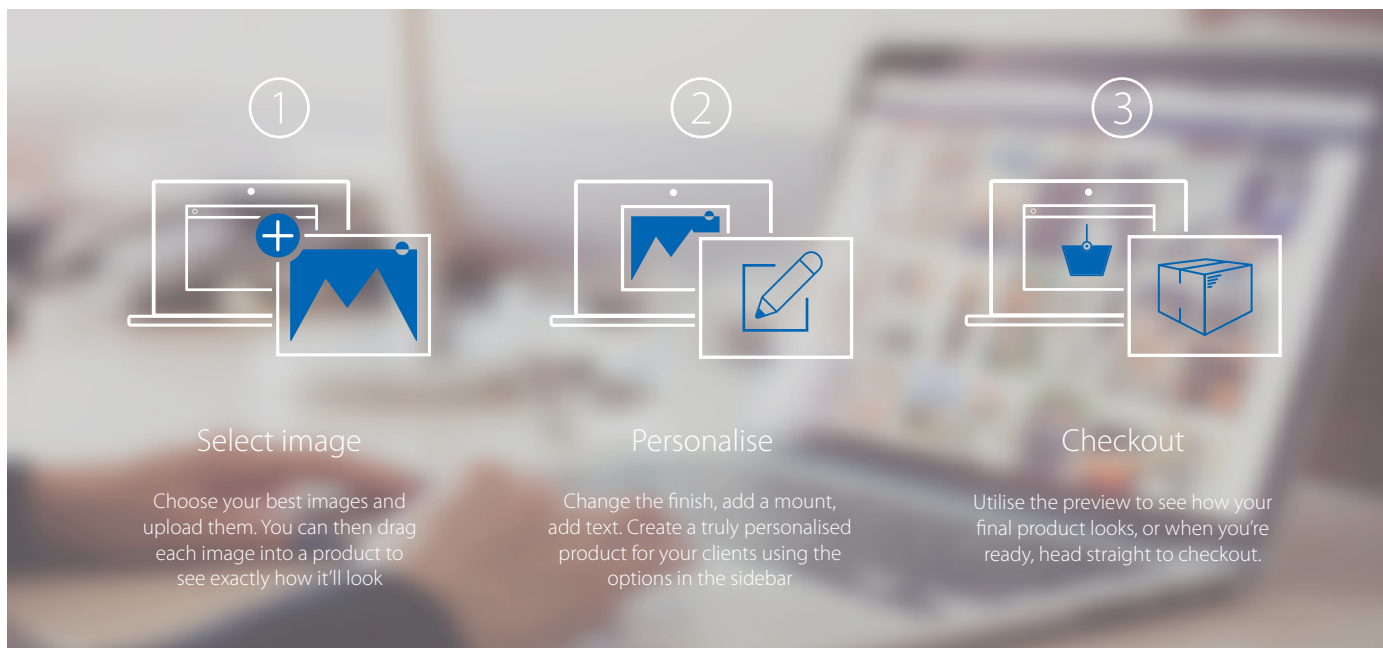 1
Select image
Choose your best images and
upload them. You can then drag
each image into a product to
see exactly how it'll look
2
Personalise
Change the finish, add a mount,
add text. Create a truly personalised
product for your clients using the
options in the sidebar
3
Checkout
Utilise the preview to see how your
final product looks, or when you're
ready, head straight to checkout.